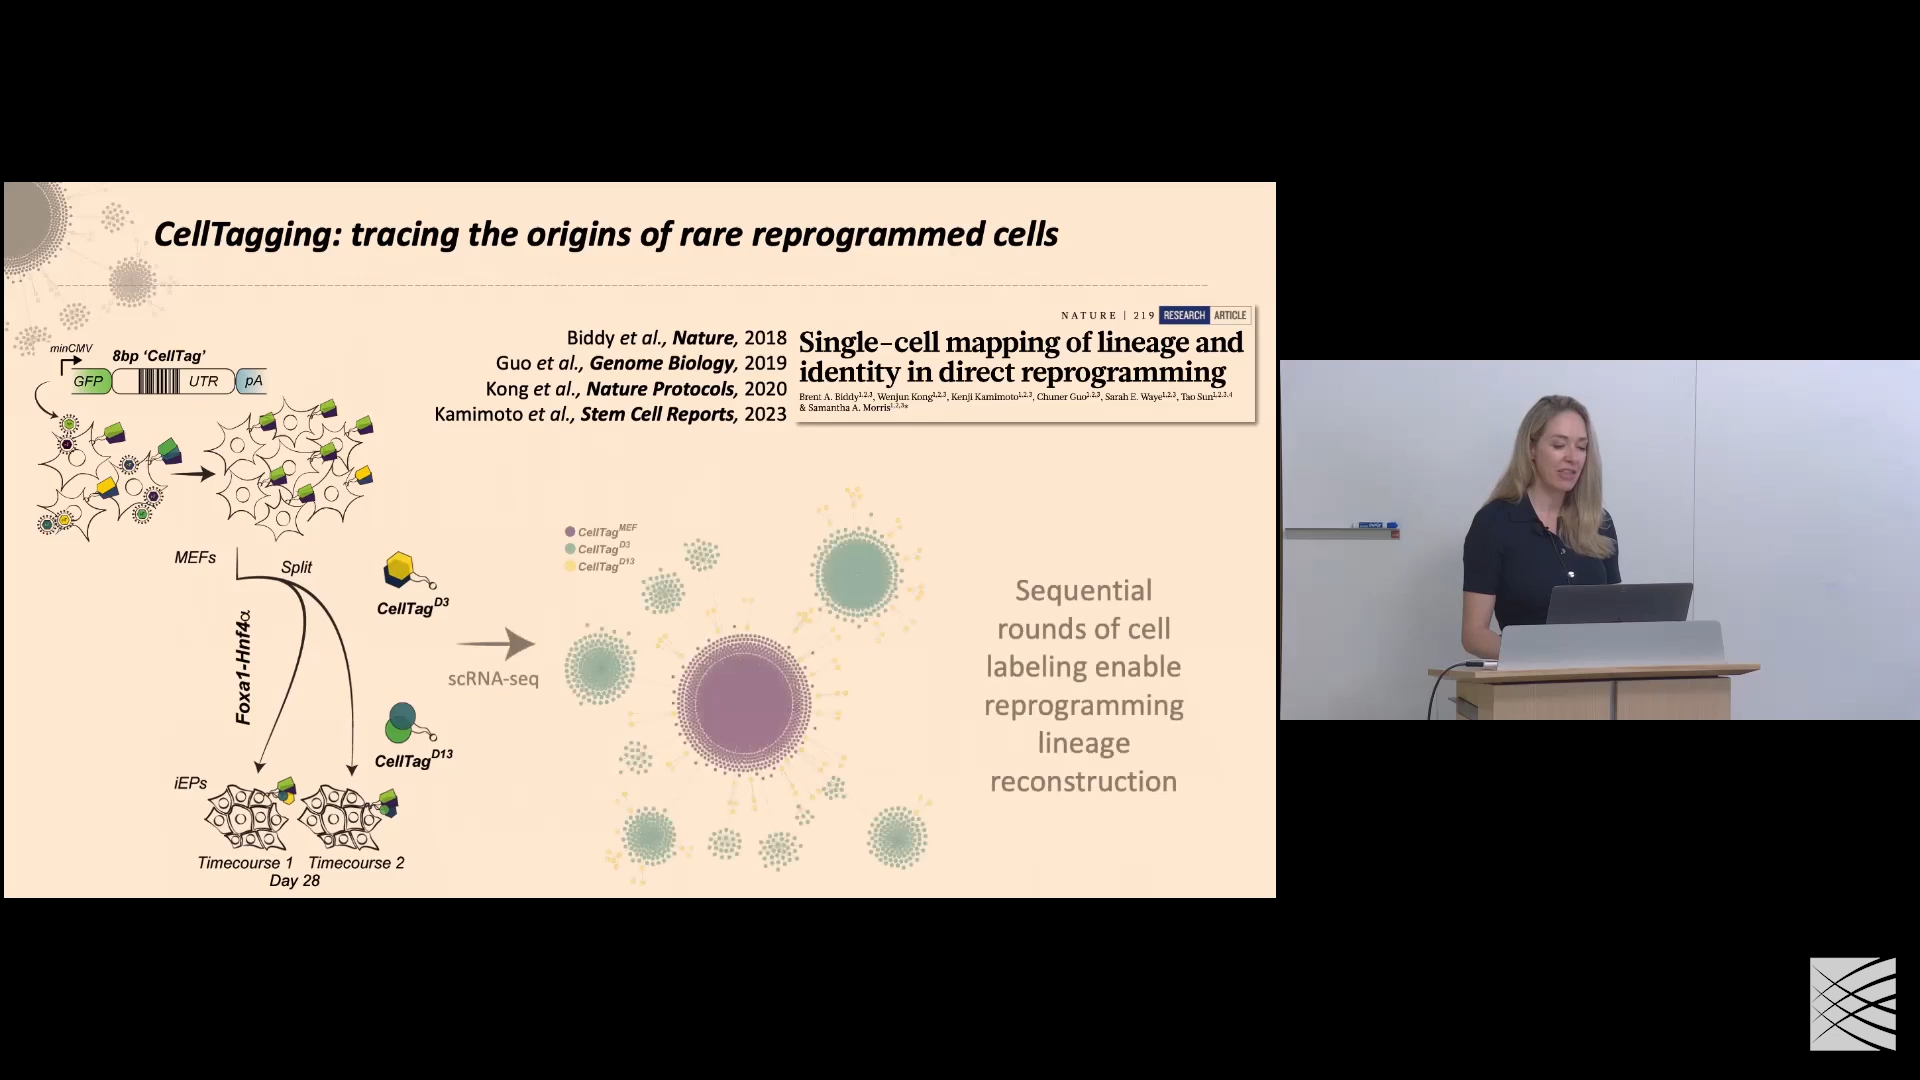 CellTagging: tracing the origins of rare reprogrammed cells
NATURE | 219 RESEARCH ARTICLE
Single-cell mapping of lineage and
identity in direct reprogramming
Brent A. Biddy1,2,3, Wenjun Kong1,2,3, Kenji Kamimoto1,2,3, Chuner Guo1,2,3, Sarah E. Waye1,2,3, Tao Sun1,2,3,4
& Samantha A. Morris1,2,3*
Biddy et al., Nature, 2018
Guo et al., Genome Biology, 2019
Kong et al., Nature Protocols, 2020
Kamimoto et al., Stem Cell Reports, 2023
minCMV
8bp ‘CellTag’
GFP UTR pA
MEFs
Split
CellTagD3
Foxa1-Hnf4α
CellTagD13
iEPs
Timecourse 1 Timecourse 2
Day 28
scRNA-seq
CellTagMEF
CellTagD3
CellTagD13
Sequential
rounds of cell
labeling enable
reprogramming
lineage
reconstruction